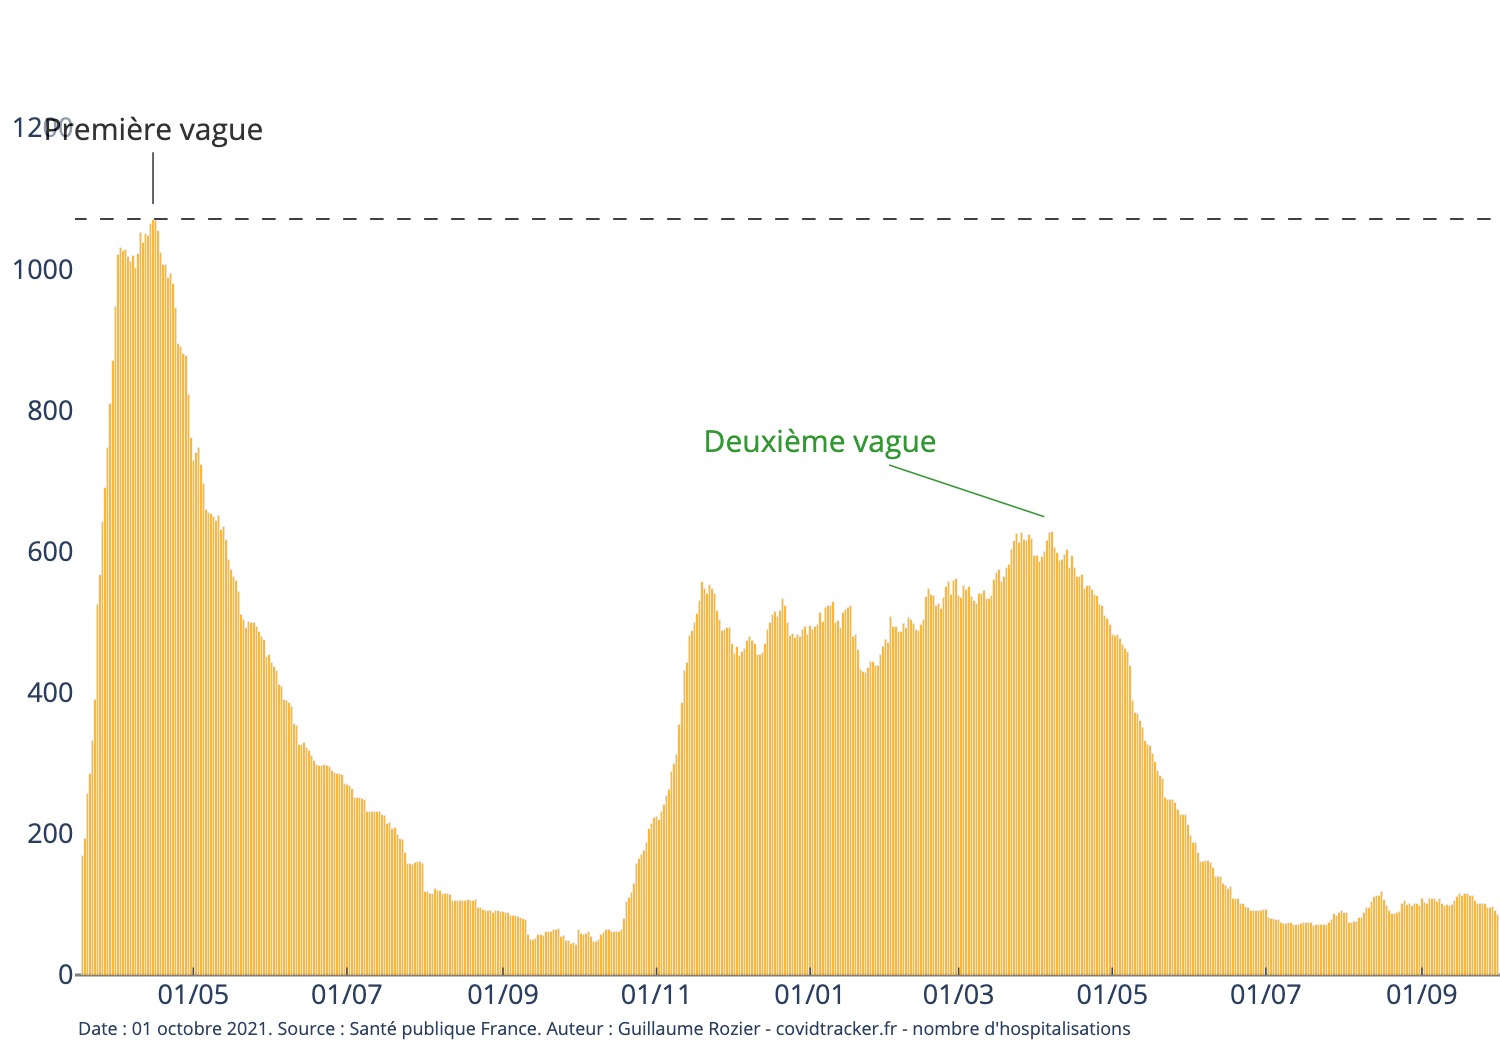 1200
Première vague
1000
800
Deuxième vague
600
400
200
0
01/05 01/07 01/09 01/11 01/01 01/03 01/05 01/07 01/09
Date : 01 octobre 2021. Source : Santé publique France. Auteur : Guillaume Rozier - covidtracker.fr - nombre d'hospitalisations